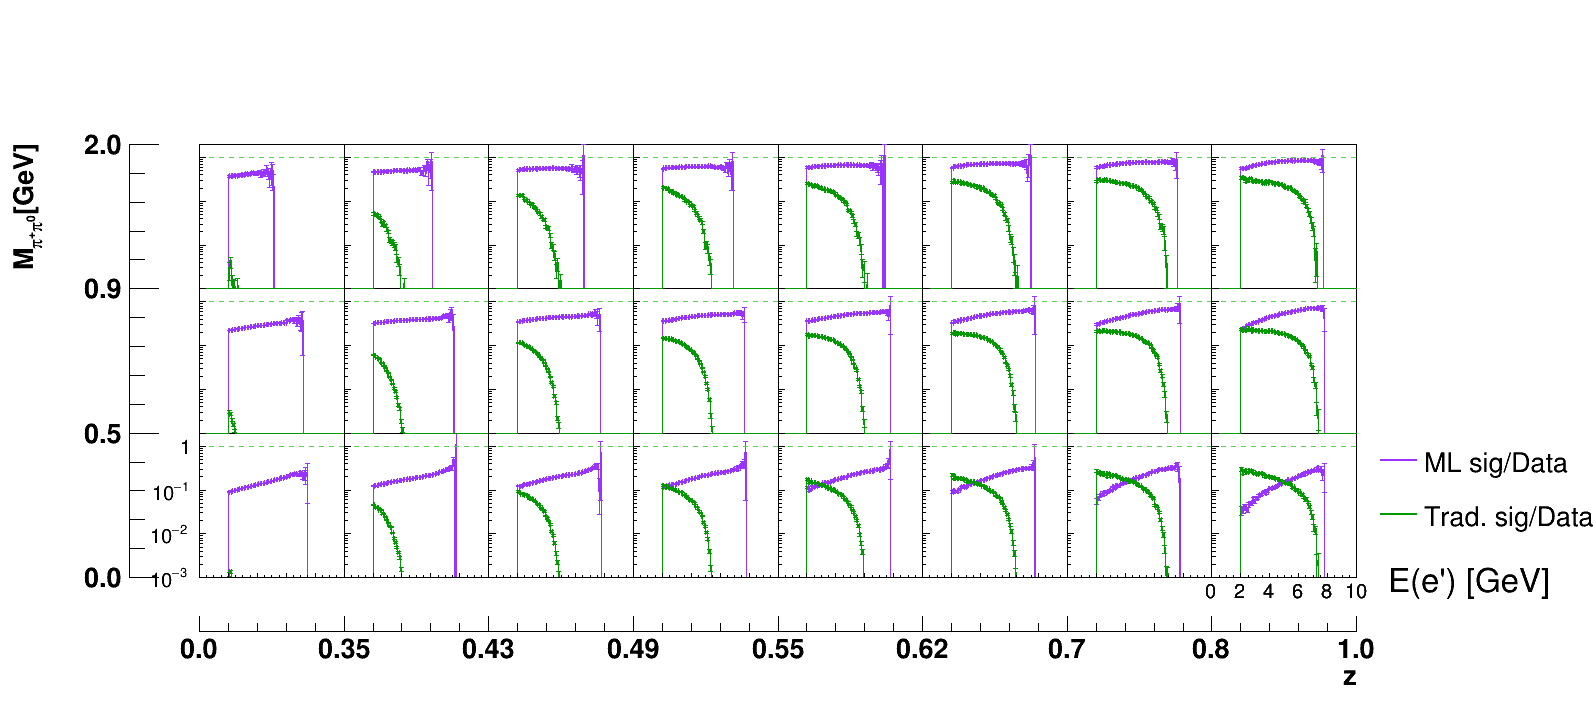 M_{π⁺π⁰}[GeV]
2.0
0.9
0.5
1
10⁻¹
10⁻²
10⁻³
0.0
ML sig/Data
Trad. sig/Data
E(e') [GeV]
0 2 4 6 8 10
0.0 0.35 0.43 0.49 0.55 0.62 0.7 0.8 1.0
z